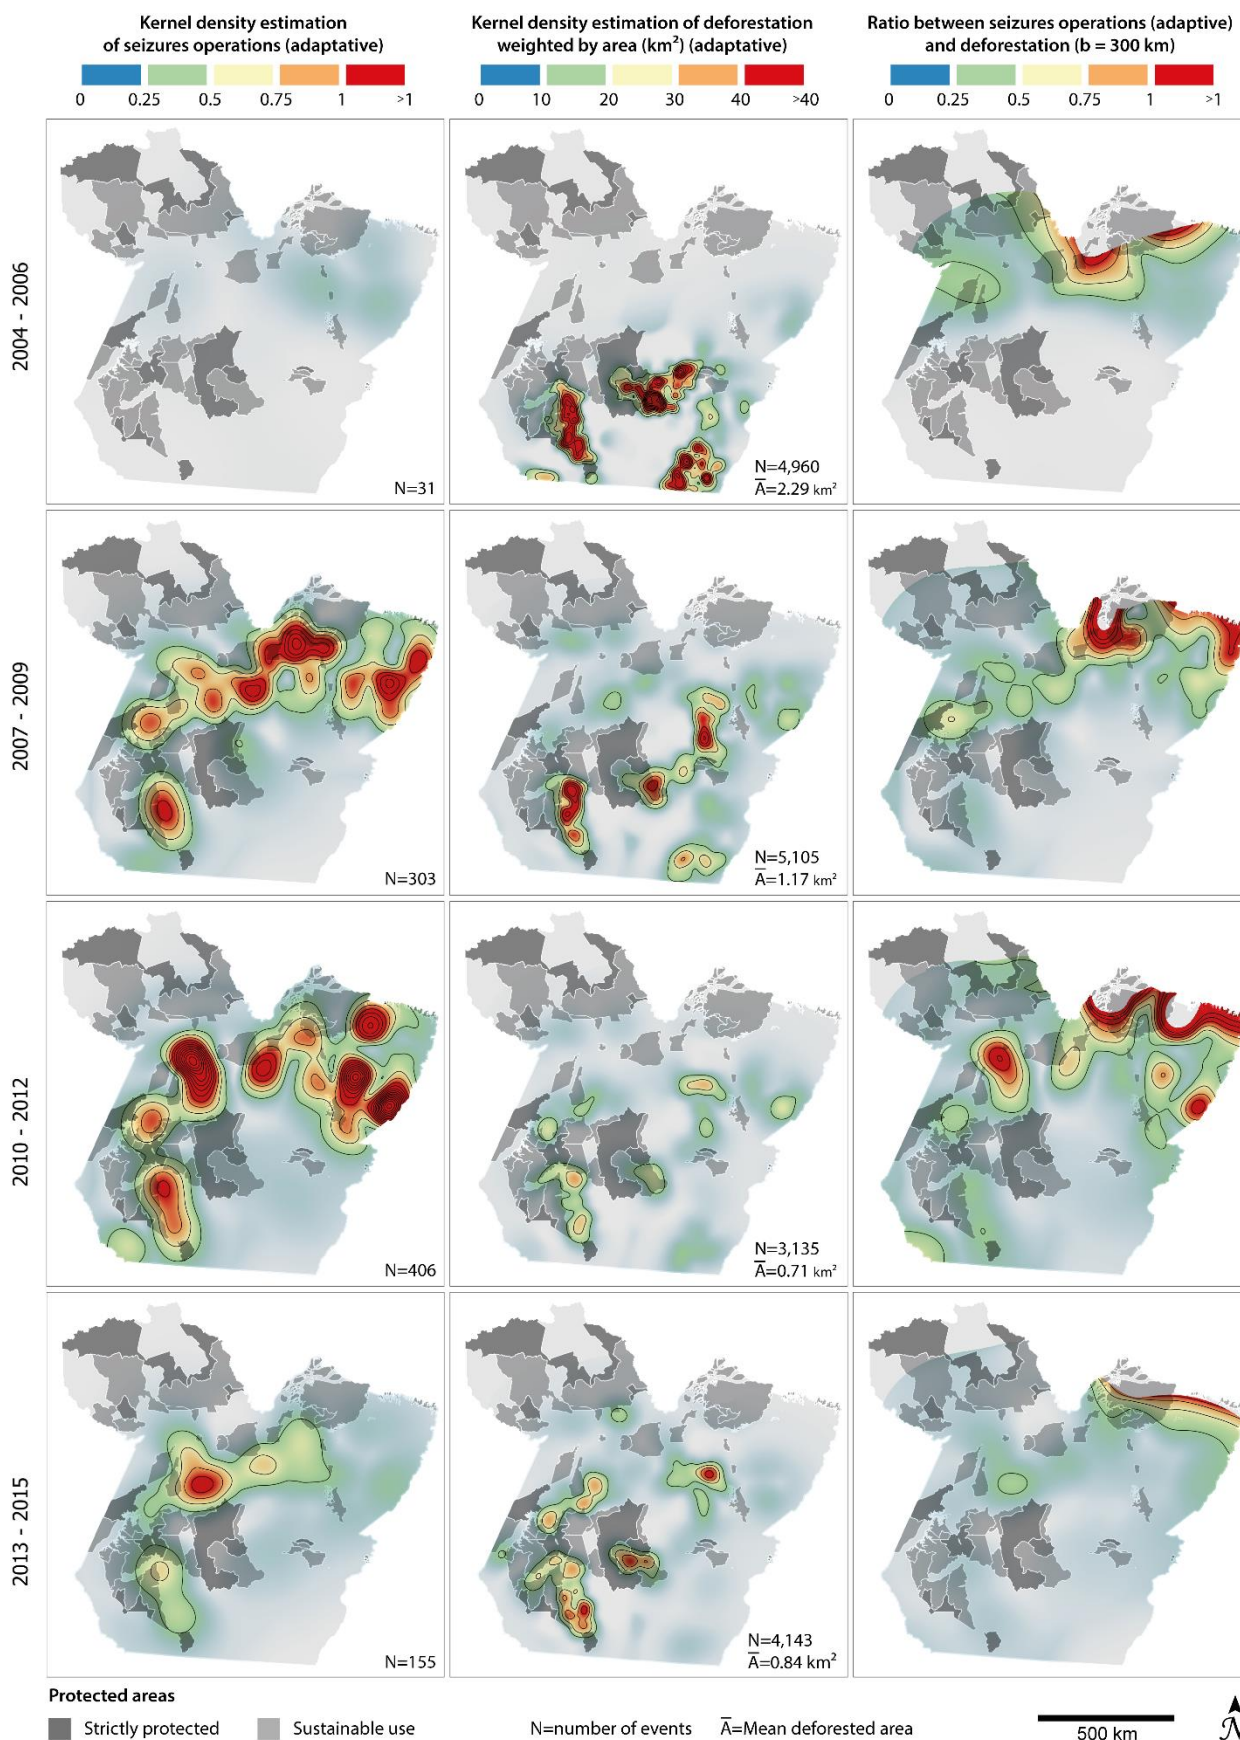 Kernel density estimation
of seizures operations (adaptative)
0 0.25 0.5 0.75 1 >1
Kernel density estimation of deforestation
weighted by area (km²) (adaptative)
0 10 20 30 40 >40
Ratio between seizures operations (adaptive)
and deforestation (b = 300 km)
0 0.25 0.5 0.75 1 >1
2004 - 2006
N=31
N=4,960
A̅=2.29 km²
2007 - 2009
N=303
N=5,105
A̅=1.17 km²
2010 - 2012
N=406
N=3,135
A̅=0.71 km²
2013 - 2015
N=155
N=4,143
A̅=0.84 km²
Protected areas
Strictly protected
Sustainable use
N=number of events
A̅=Mean deforested area
500 km
N